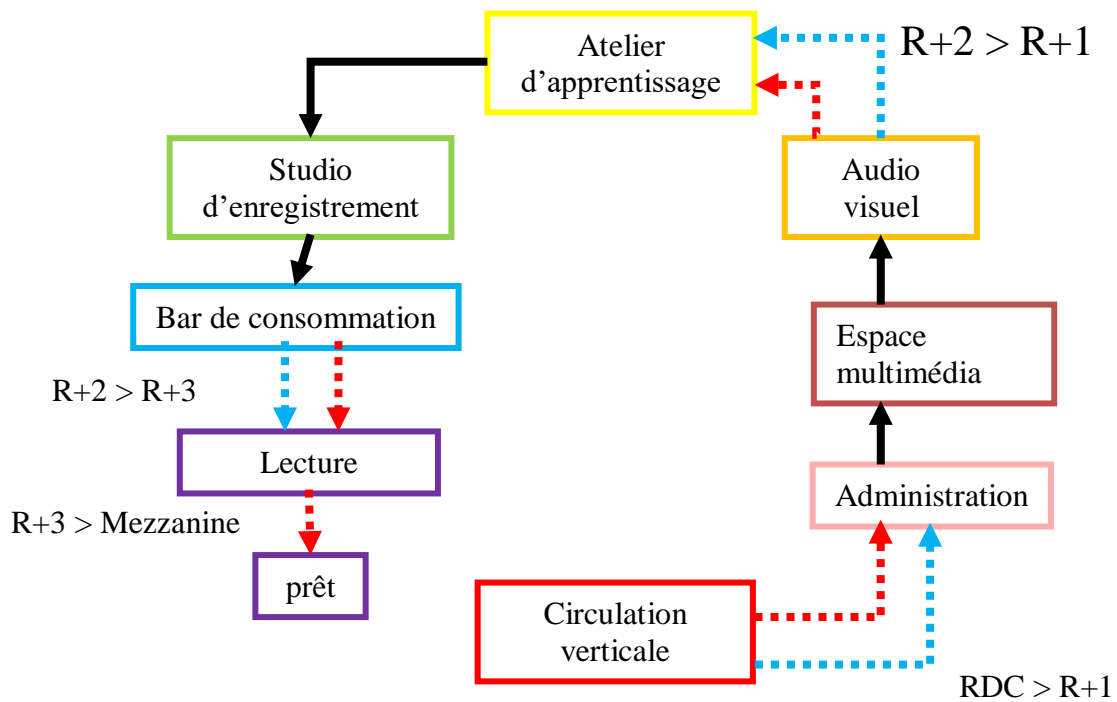 Atelier
d'apprentissage
R+2 > R+1
Studio
d'enregistrement
Audio
visuel
Bar de consommation
Espace
multimédia
R+2 > R+3
Lecture
Administration
R+3 > Mezzanine
prêt
Circulation
verticale
RDC > R+1